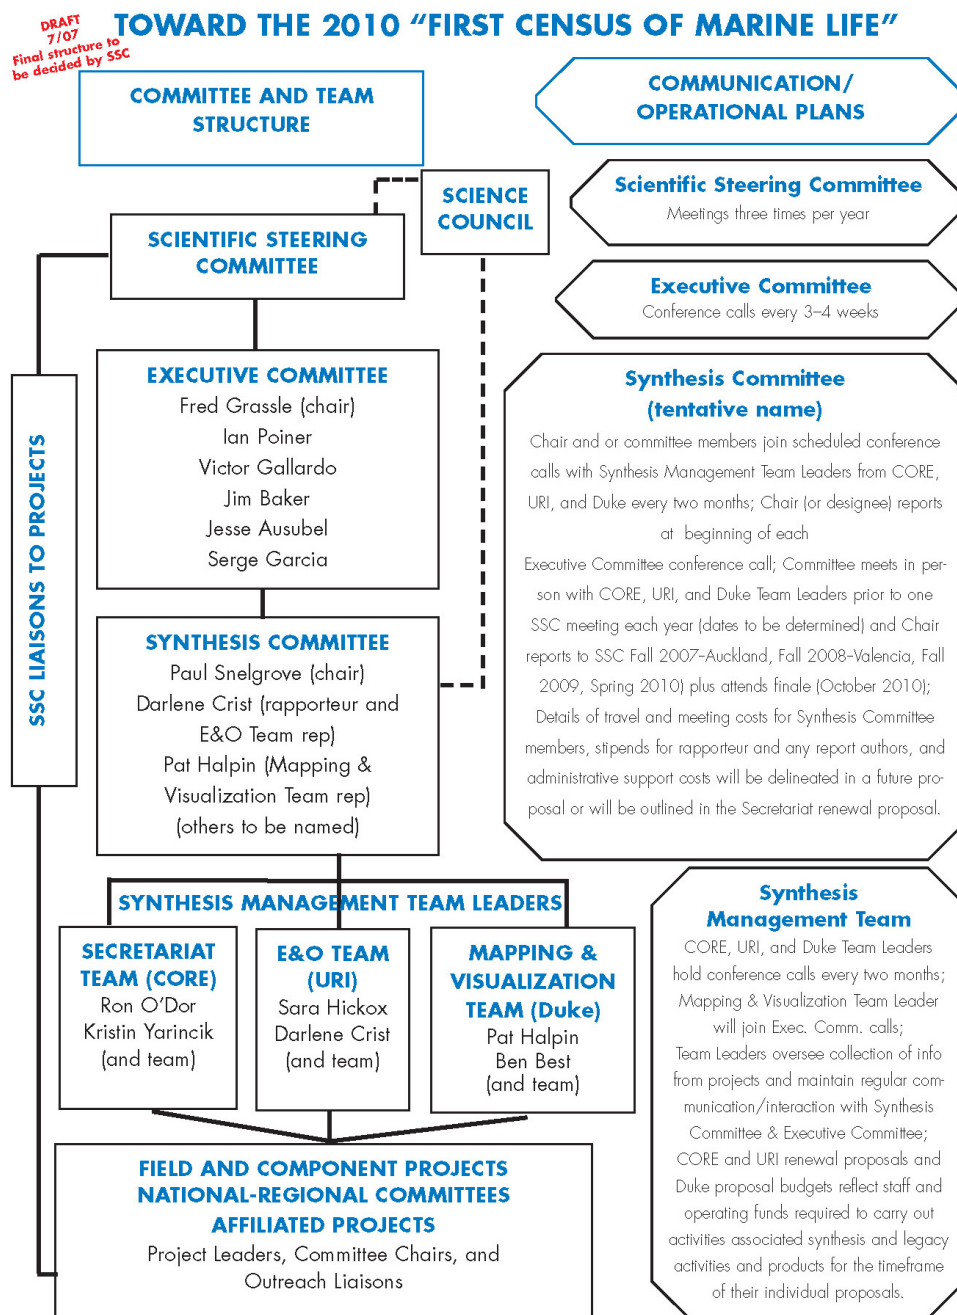 DRAFT
7/07
Final structure to
be decided by SSC
TOWARD THE 2010 “FIRST CENSUS OF MARINE LIFE”
COMMITTEE AND TEAM
STRUCTURE
SCIENCE
COUNCIL
SCIENTIFIC STEERING
COMMITTEE
SSC LIAISONS TO PROJECTS
EXECUTIVE COMMITTEE
Fred Grassle (chair)
Ian Poiner
Victor Gallardo
Jim Baker
Jesse Ausubel
Serge Garcia
SYNTHESIS COMMITTEE
Paul Snelgrove (chair)
Darlene Crist (rapporteur and
E&O Team rep)
Pat Halpin (Mapping &
Visualization Team rep)
(others to be named)
SYNTHESIS MANAGEMENT TEAM LEADERS
SECRETARIAT
TEAM (CORE)
Ron O’Dor
Kristin Yarincik
(and team)
E&O TEAM
(URI)
Sara Hickox
Darlene Crist
(and team)
MAPPING &
VISUALIZATION
TEAM (Duke)
Pat Halpin
Ben Best
(and team)
FIELD AND COMPONENT PROJECTS
NATIONAL-REGIONAL COMMITTEES
AFFILIATED PROJECTS
Project Leaders, Committee Chairs, and
Outreach Liaisons
COMMUNICATION/
OPERATIONAL PLANS
Scientific Steering Committee
Meetings three times per year
Executive Committee
Conference calls every 3–4 weeks
Synthesis Committee
(tentative name)
Chair and or committee members join scheduled conference
calls with Synthesis Management Team Leaders from CORE,
URI, and Duke every two months; Chair (or designee) reports
at beginning of each
Executive Committee conference call; Committee meets in per-
son with CORE, URI, and Duke Team Leaders prior to one
SSC meeting each year (dates to be determined) and Chair
reports to SSC Fall 2007–Auckland, Fall 2008–Valencia, Fall
2009, Spring 2010) plus attends finale (October 2010);
Details of travel and meeting costs for Synthesis Committee
members, stipends for rapporteur and any report authors, and
administrative support costs will be delineated in a future pro-
posal or will be outlined in the Secretariat renewal proposal.
Synthesis
Management Team
CORE, URI, and Duke Team Leaders
hold conference calls every two months;
Mapping & Visualization Team Leader
will join Exec. Comm. calls;
Team Leaders oversee collection of info
from projects and maintain regular com-
munication/interaction with Synthesis
Committee & Executive Committee;
CORE and URI renewal proposals and
Duke proposal budgets reflect staff and
operating funds required to carry out
activities associated synthesis and legacy
activities and products for the timeframe
of their individual proposals.